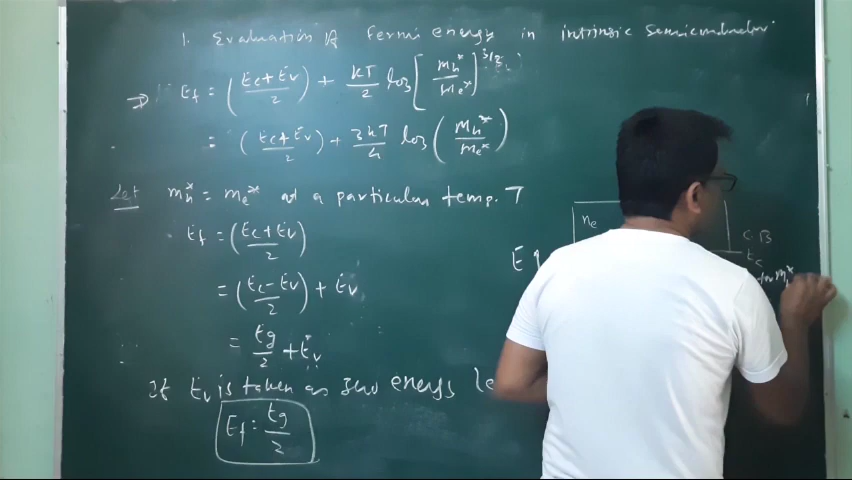 1. Evaluation of Fermi energy in intrinsic semiconductor
⇒ Ef = (Ec+Ev/2) + KT/2 log[mh*/me*]^3/2
= (Ec+Ev/2) + 3KT/4 log(mh*/me*)
Let mh* = me* at a particular temp. T
Ef = (Ec+Ev/2)
= (Ec-Ev/2) + Ev
= Eg/2 + Ev
If Ev is taken as zero energy le
Ef = Eg/2
ne
C.B
Ec
Eg
for mh*